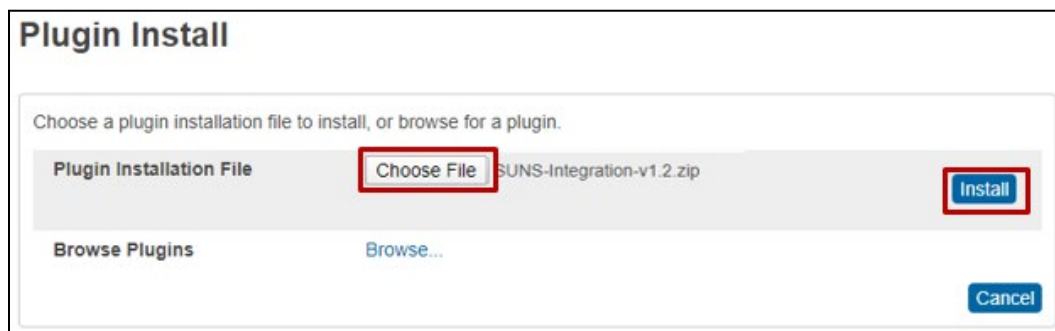 Plugin Install
Choose a plugin installation file to install, or browse for a plugin.
Plugin Installation File Choose File SUNS-Integration-v1.2.zip Install
Browse Plugins Browse...
Cancel